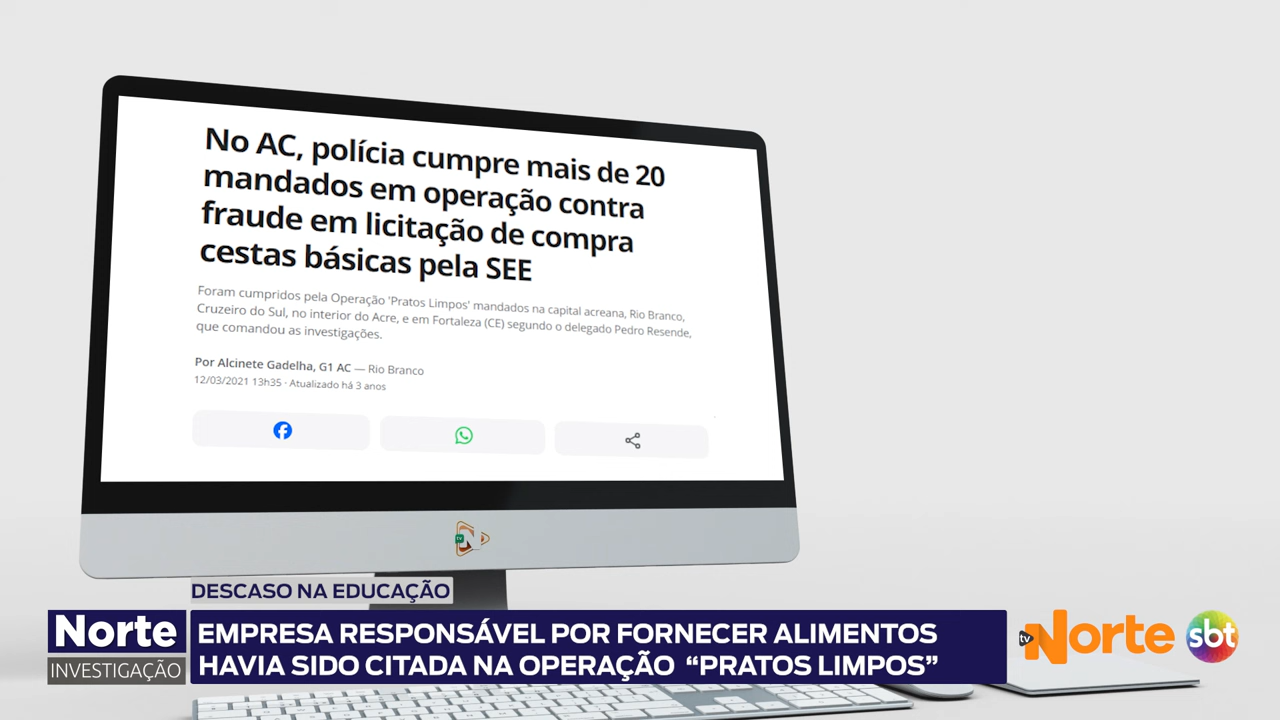 No AC, polícia cumpre mais de 20
mandados em operação contra
fraude em licitação de compra
cestas básicas pela SEE
Foram cumpridos pela Operação 'Pratos Limpos' mandados na capital acreana, Rio Branco,
Cruzeiro do Sul, no interior do Acre, e em Fortaleza (CE) segundo o delegado Pedro Resende,
que comandou as investigações.
Por Alcinete Gadelha, G1 AC — Rio Branco
12/03/2021 13h35 · Atualizado há 3 anos
tv N
DESCASO NA EDUCAÇÃO
Norte
INVESTIGAÇÃO
EMPRESA RESPONSÁVEL POR FORNECER ALIMENTOS
HAVIA SIDO CITADA NA OPERAÇÃO “PRATOS LIMPOS”
tv Norte sbt